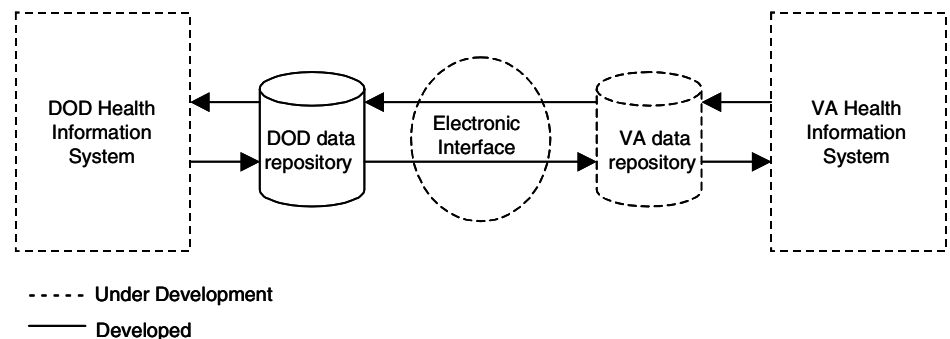 DOD Health
Information
System
DOD data
repository
Electronic
Interface
VA data
repository
VA Health
Information
System
Under Development
Developed